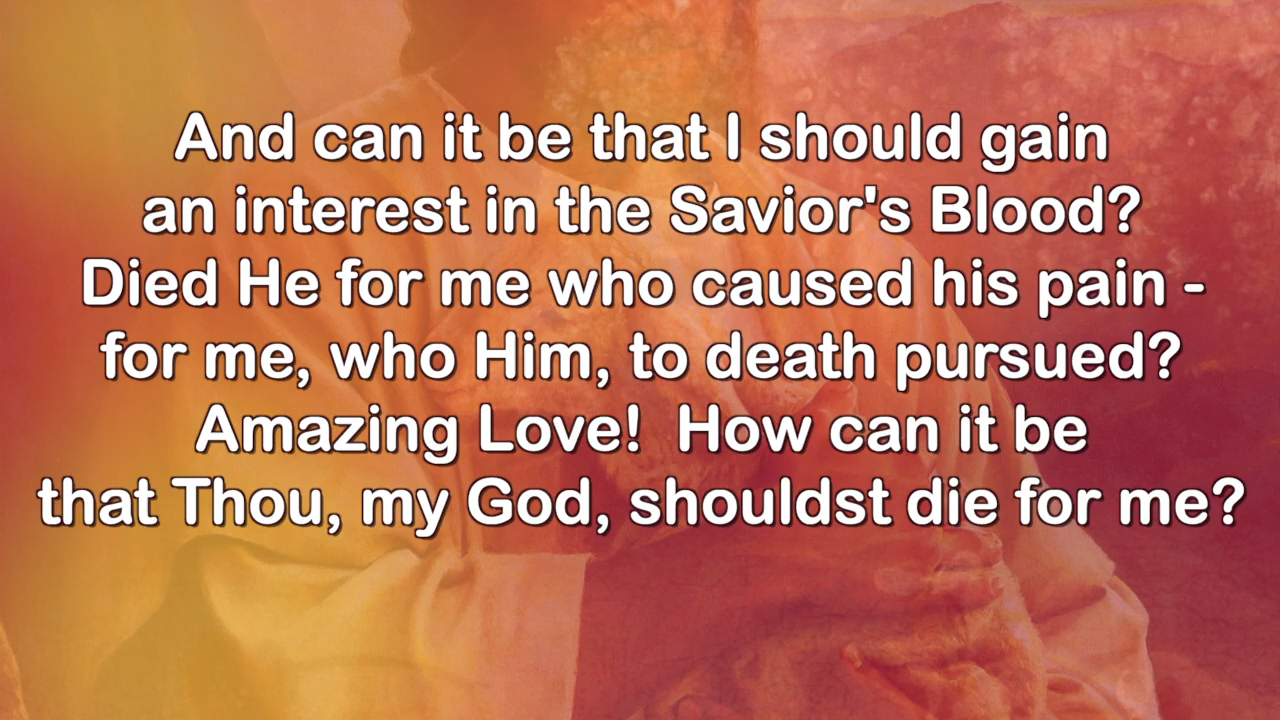 And can it be that I should gain
an interest in the Savior's Blood?
Died He for me who caused his pain -
for me, who Him, to death pursued?
Amazing Love!  How can it be
that Thou, my God, shouldst die for me?